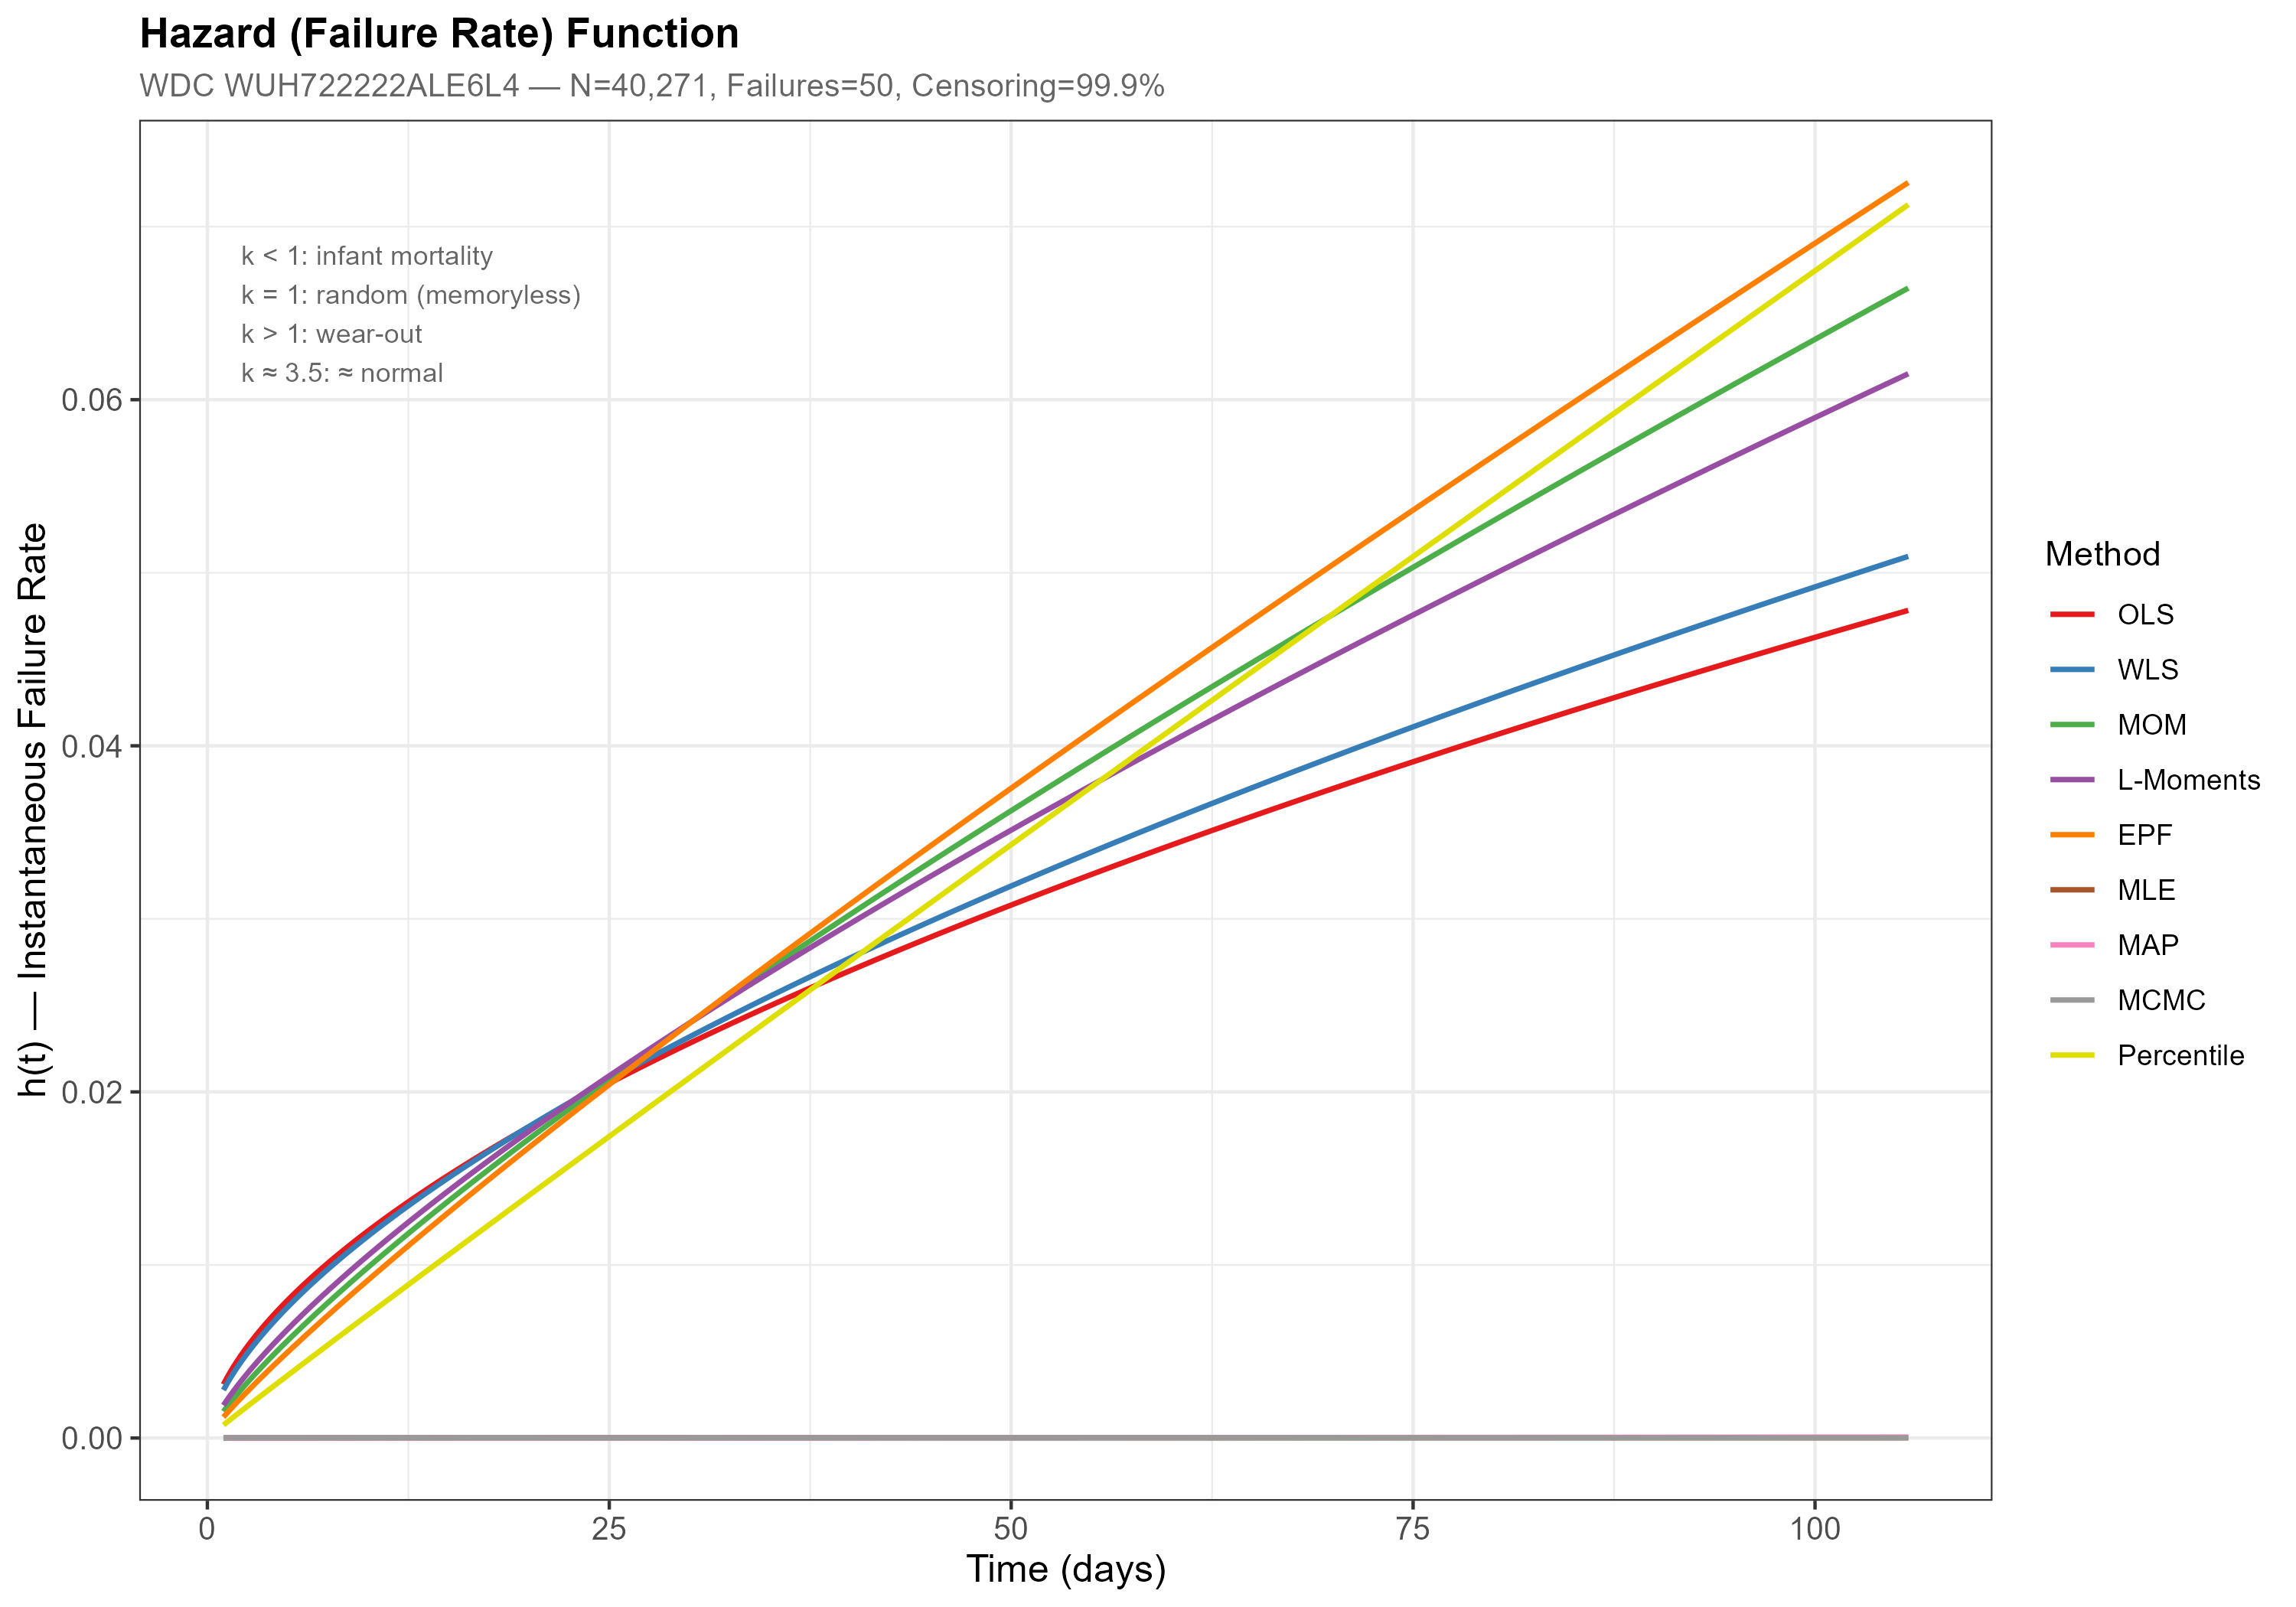 Hazard (Failure Rate) Function
WDC WUH722222ALE6L4 — N=40,271, Failures=50, Censoring=99.9%
k < 1: infant mortality
k = 1: random (memoryless)
k > 1: wear-out
k ≈ 3.5: ≈ normal
h(t) — Instantaneous Failure Rate
0.06
0.04
0.02
0.00
0
25
50
75
100
Time (days)
Method
OLS
WLS
MOM
L-Moments
EPF
MLE
MAP
MCMC
Percentile